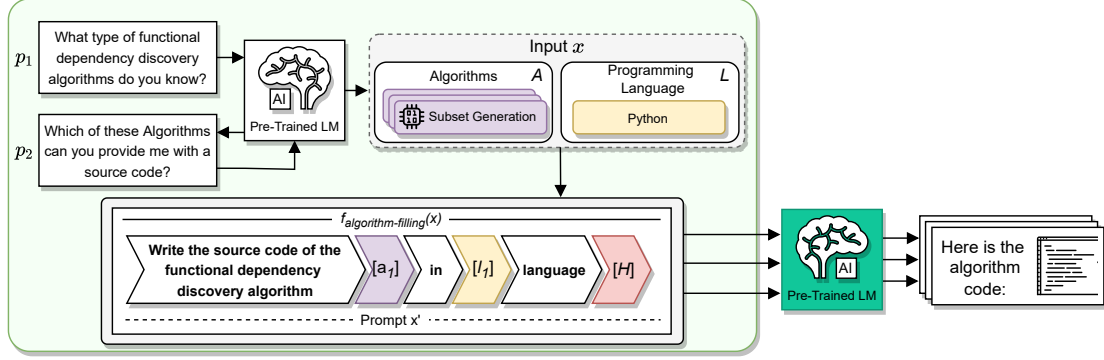 p1
What type of functional
dependency discovery
algorithms do you know?
p2
Which of these Algorithms
can you provide me with a
source code?
AI
Pre-Trained LM
Input x
Algorithms A
Subset Generation
Programming
Language L
Python
falgorithm-filling(x)
Write the source code of the
functional dependency
discovery algorithm
[a1]
in
[l1]
language
[H]
Prompt x'
AI
Pre-Trained LM
Here is the
algorithm
code: